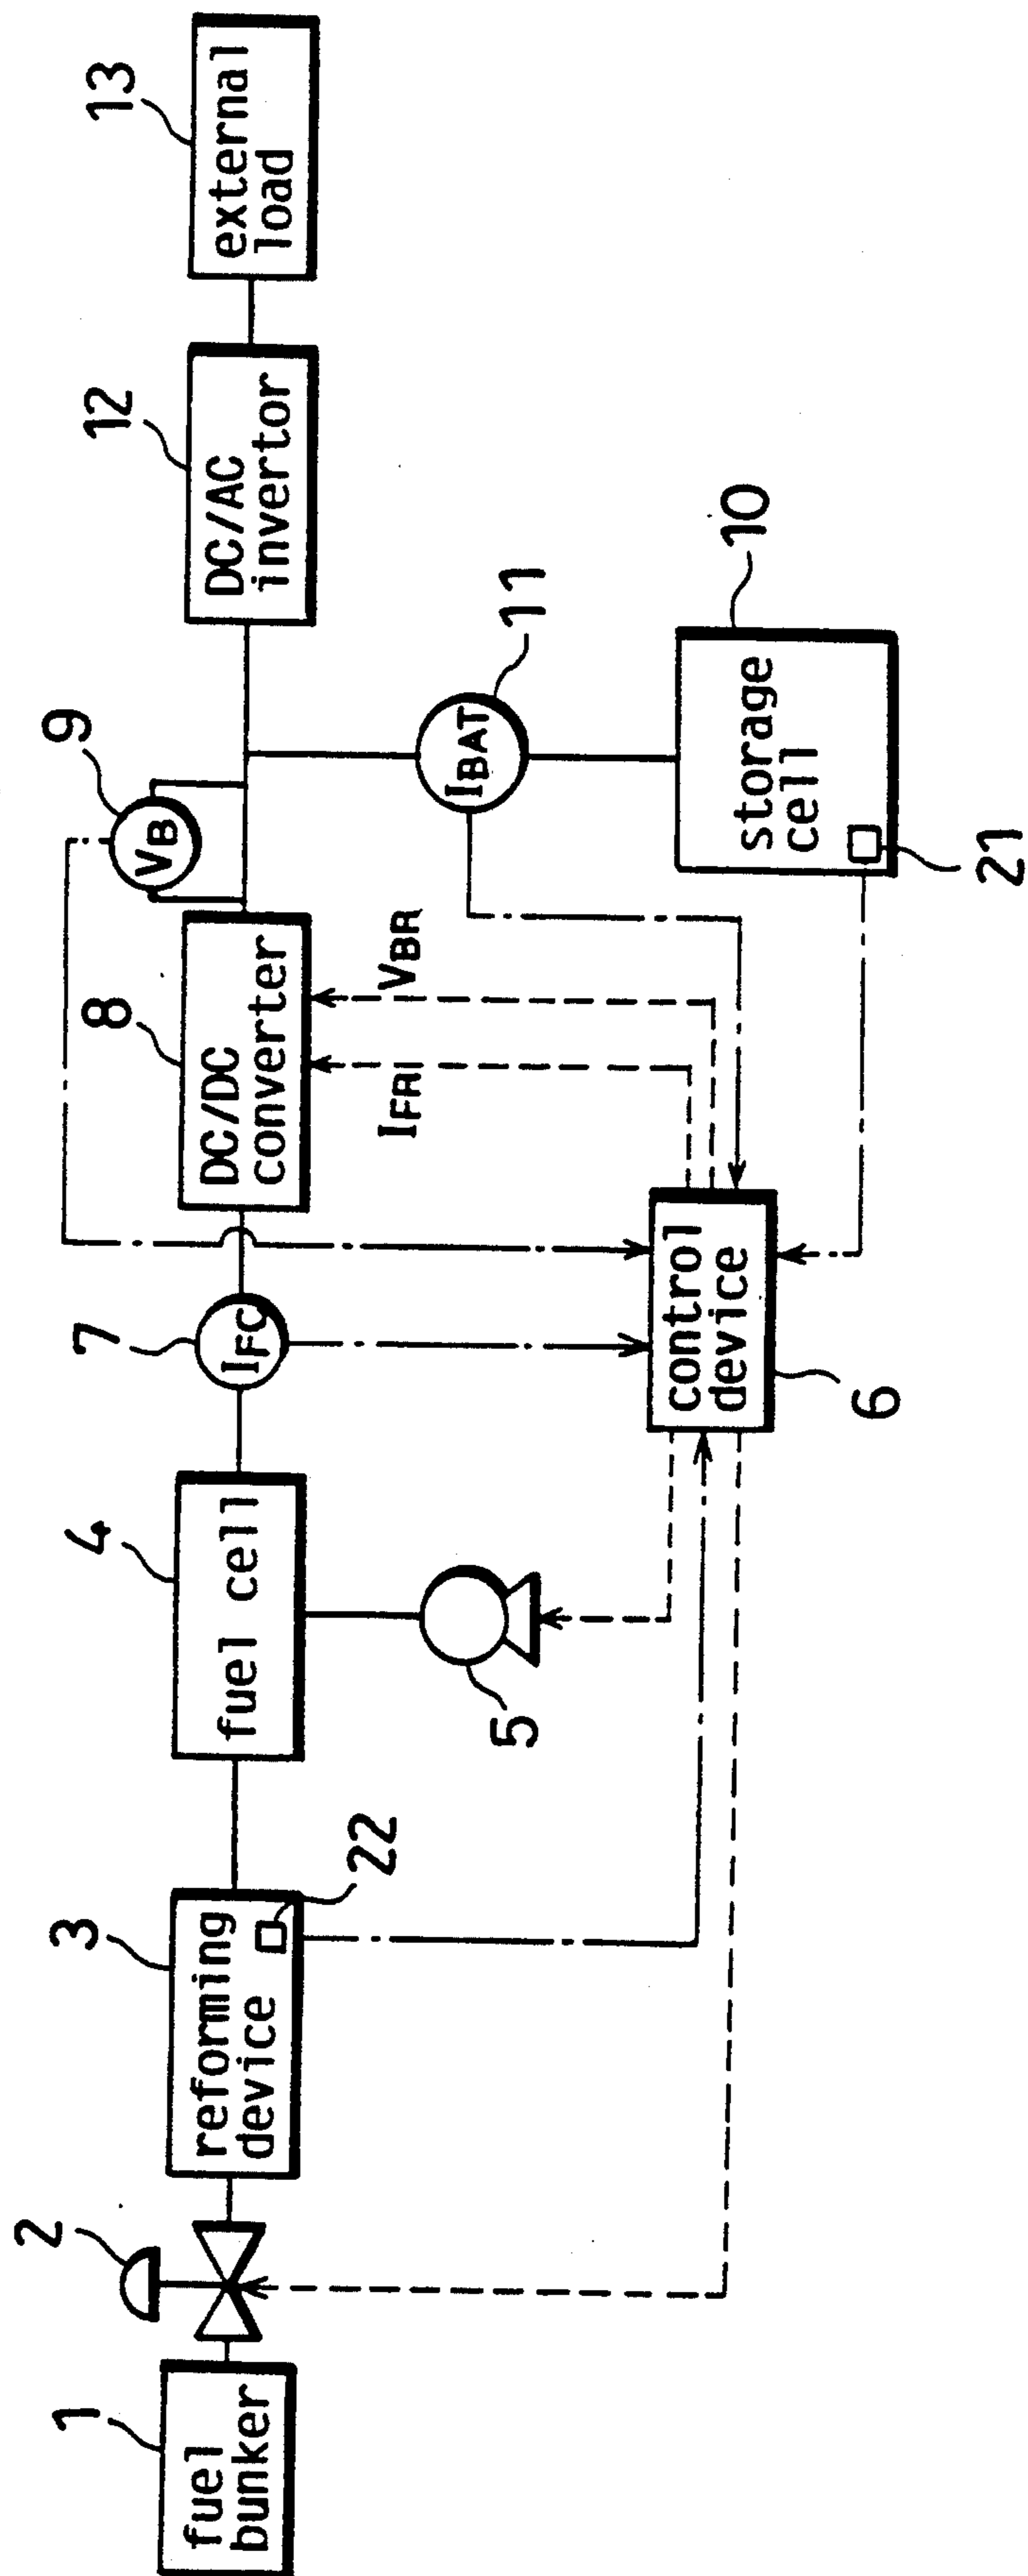 1
fuel
bunker
2
3
reforming
device
22
4
fuel cell
5
7
IFC
8
DC/DC
converter
9
VB
IFRI
VBR
control
device
6
11
IBAT
10
storage
cell
21
12
DC/AC
invertor
13
external
load